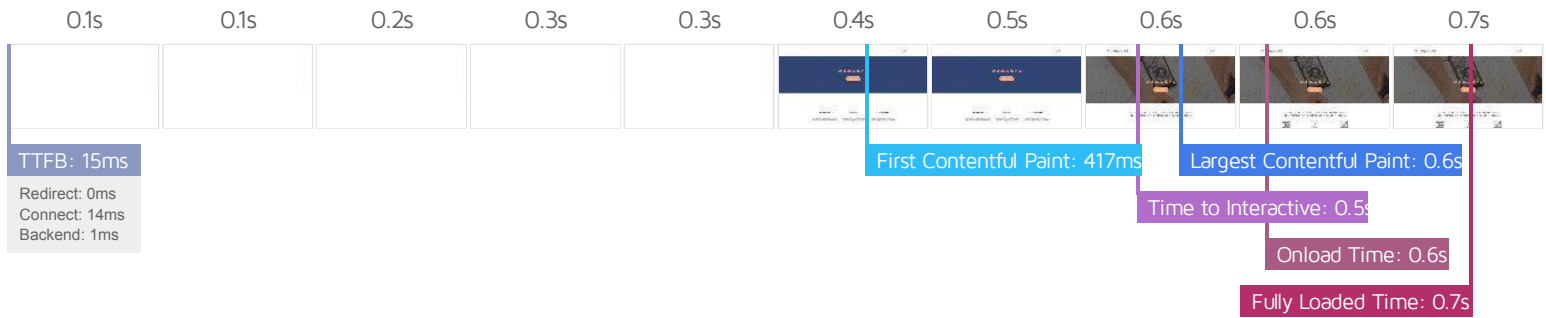 0.1s 0.1s 0.2s 0.3s 0.3s 0.4s 0.5s 0.6s 0.6s 0.7s
TTFB: 15ms
First Contentful Paint: 417ms
Largest Contentful Paint: 0.6s
Redirect: 0ms
Connect: 14ms
Backend: 1ms
Time to Interactive: 0.5s
Onload Time: 0.6s
Fully Loaded Time: 0.7s